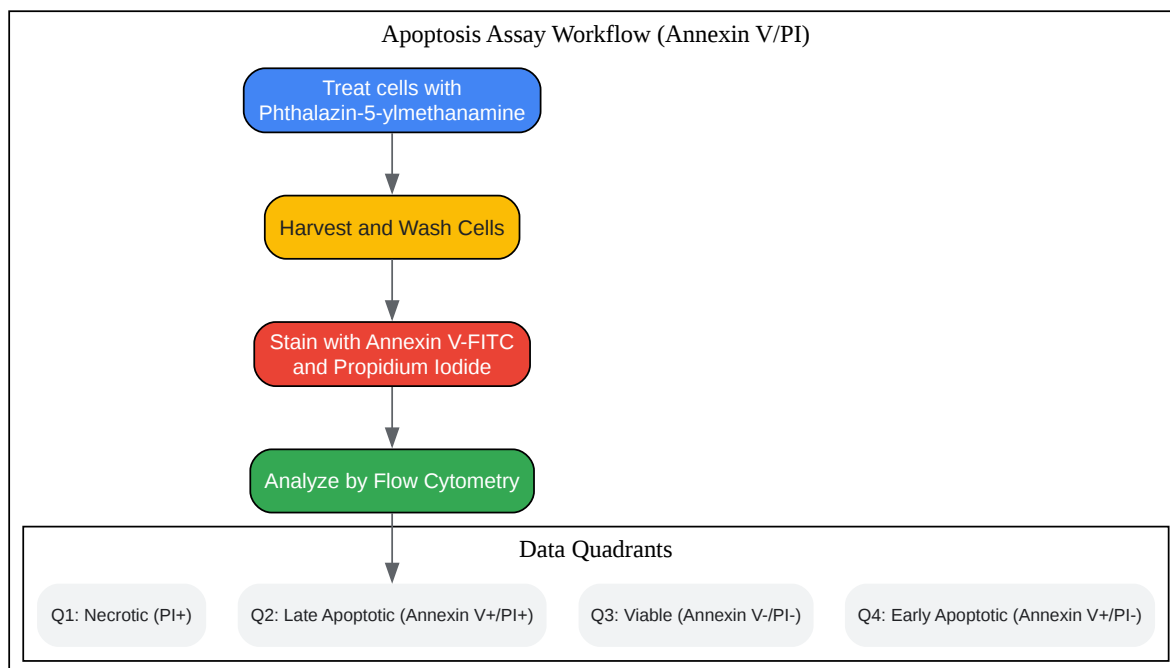 Apoptosis Assay Workflow (Annexin V/PI)
Treat cells with
Phthalazin-5-ylmethanamine
Harvest and Wash Cells
Stain with Annexin V-FITC
and Propidium Iodide
Analyze by Flow Cytometry
Data Quadrants
Q1: Necrotic (PI+)
Q2: Late Apoptotic (Annexin V+/PI+)
Q3: Viable (Annexin V-/PI-)
Q4: Early Apoptotic (Annexin V+/PI-)